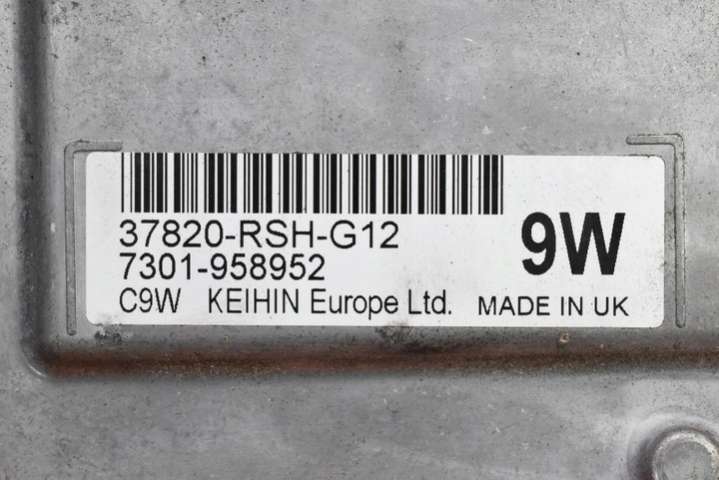 37820-RSH-G12
9W
7301-958952
C9W KEIHIN Europe Ltd. MADE IN UK